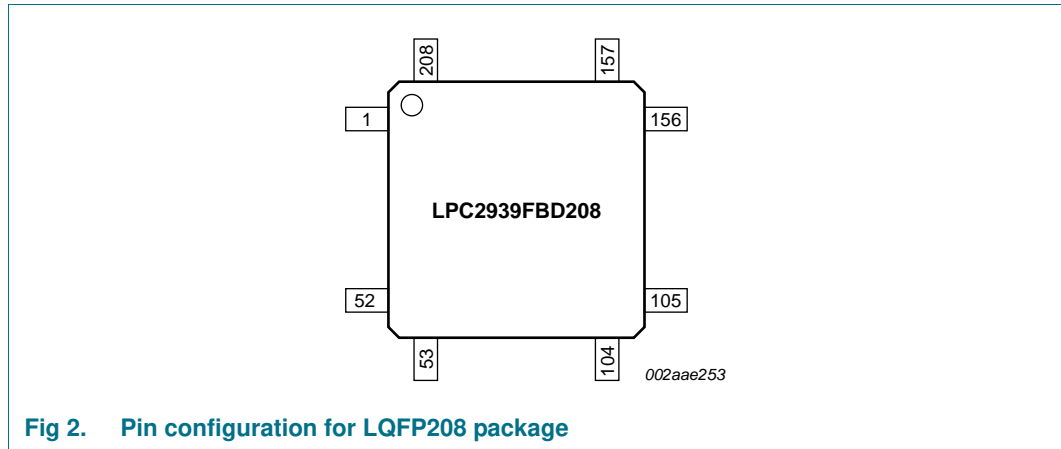 208
157
1
156
LPC2939FBD208
52
105
53
104
002aae253
Fig 2. Pin configuration for LQFP208 package